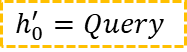 h′₀ = Query